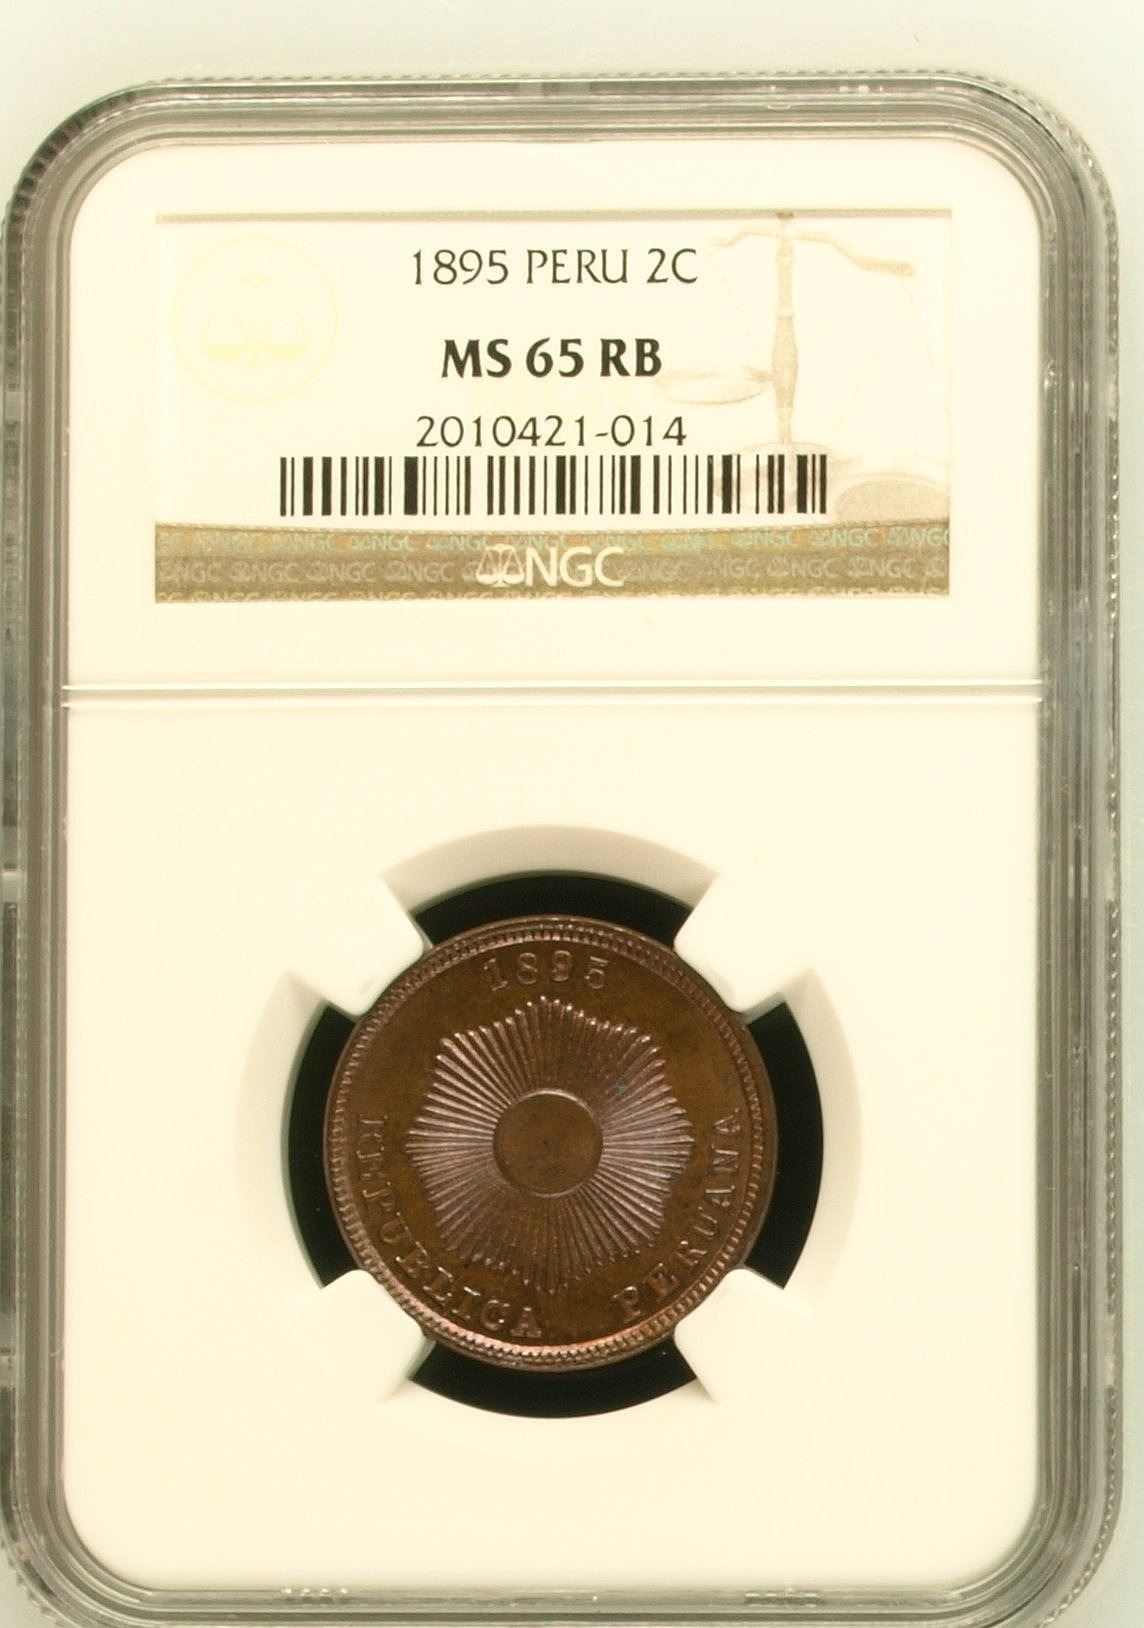 1895 PERU 2C
MS 65 RB
2010421-014
NGC
1895
REPUBLICA PERUANA